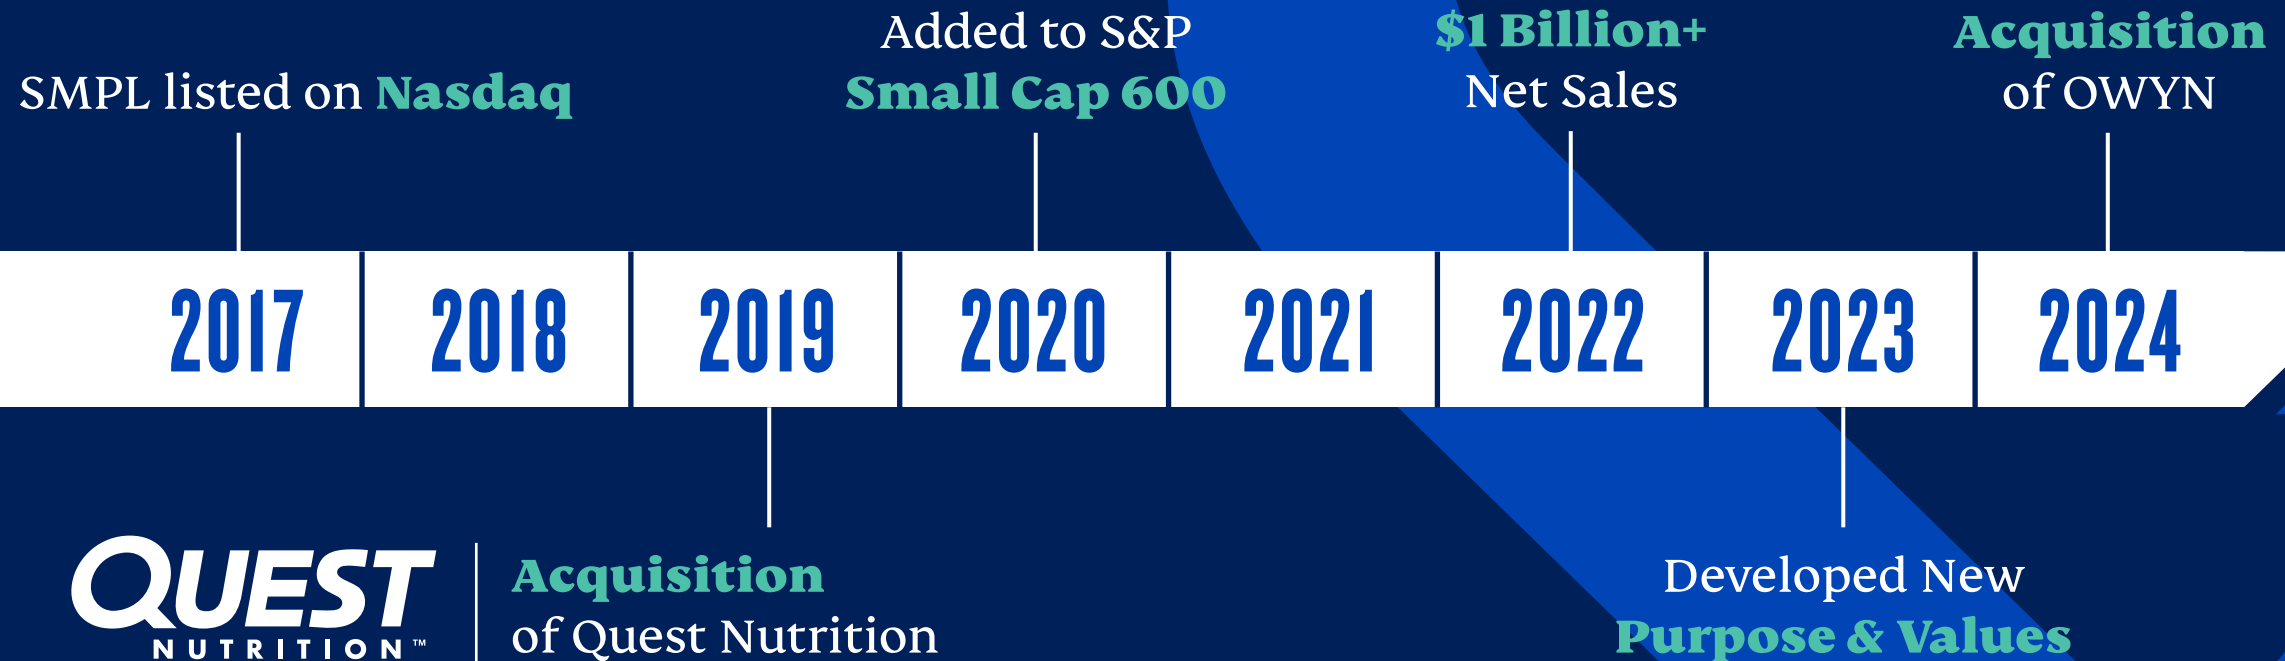 SMPL listed on Nasdaq
Added to S&P
Small Cap 600
$1 Billion+
Net Sales
Acquisition
of OWYN
2017
2018
2019
2020
2021
2022
2023
2024
QUEST
NUTRITION™
Acquisition
of Quest Nutrition
Developed New
Purpose & Values